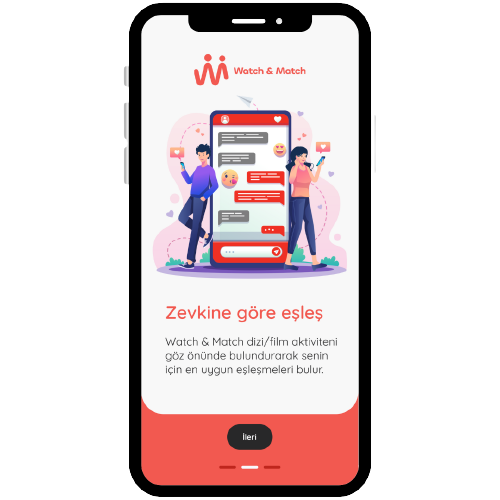 Watch & Match
Zevkine göre eşleş
Watch & Match dizi/film aktiviteni
göz önünde bulundurarak senin
için en uygun eşleşmeleri bulur.
İleri